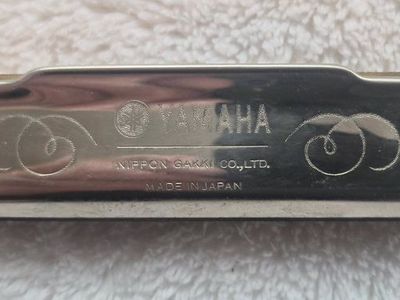 YAMAHA
NIPPON GAKKI CO., LTD.
MADE IN JAPAN